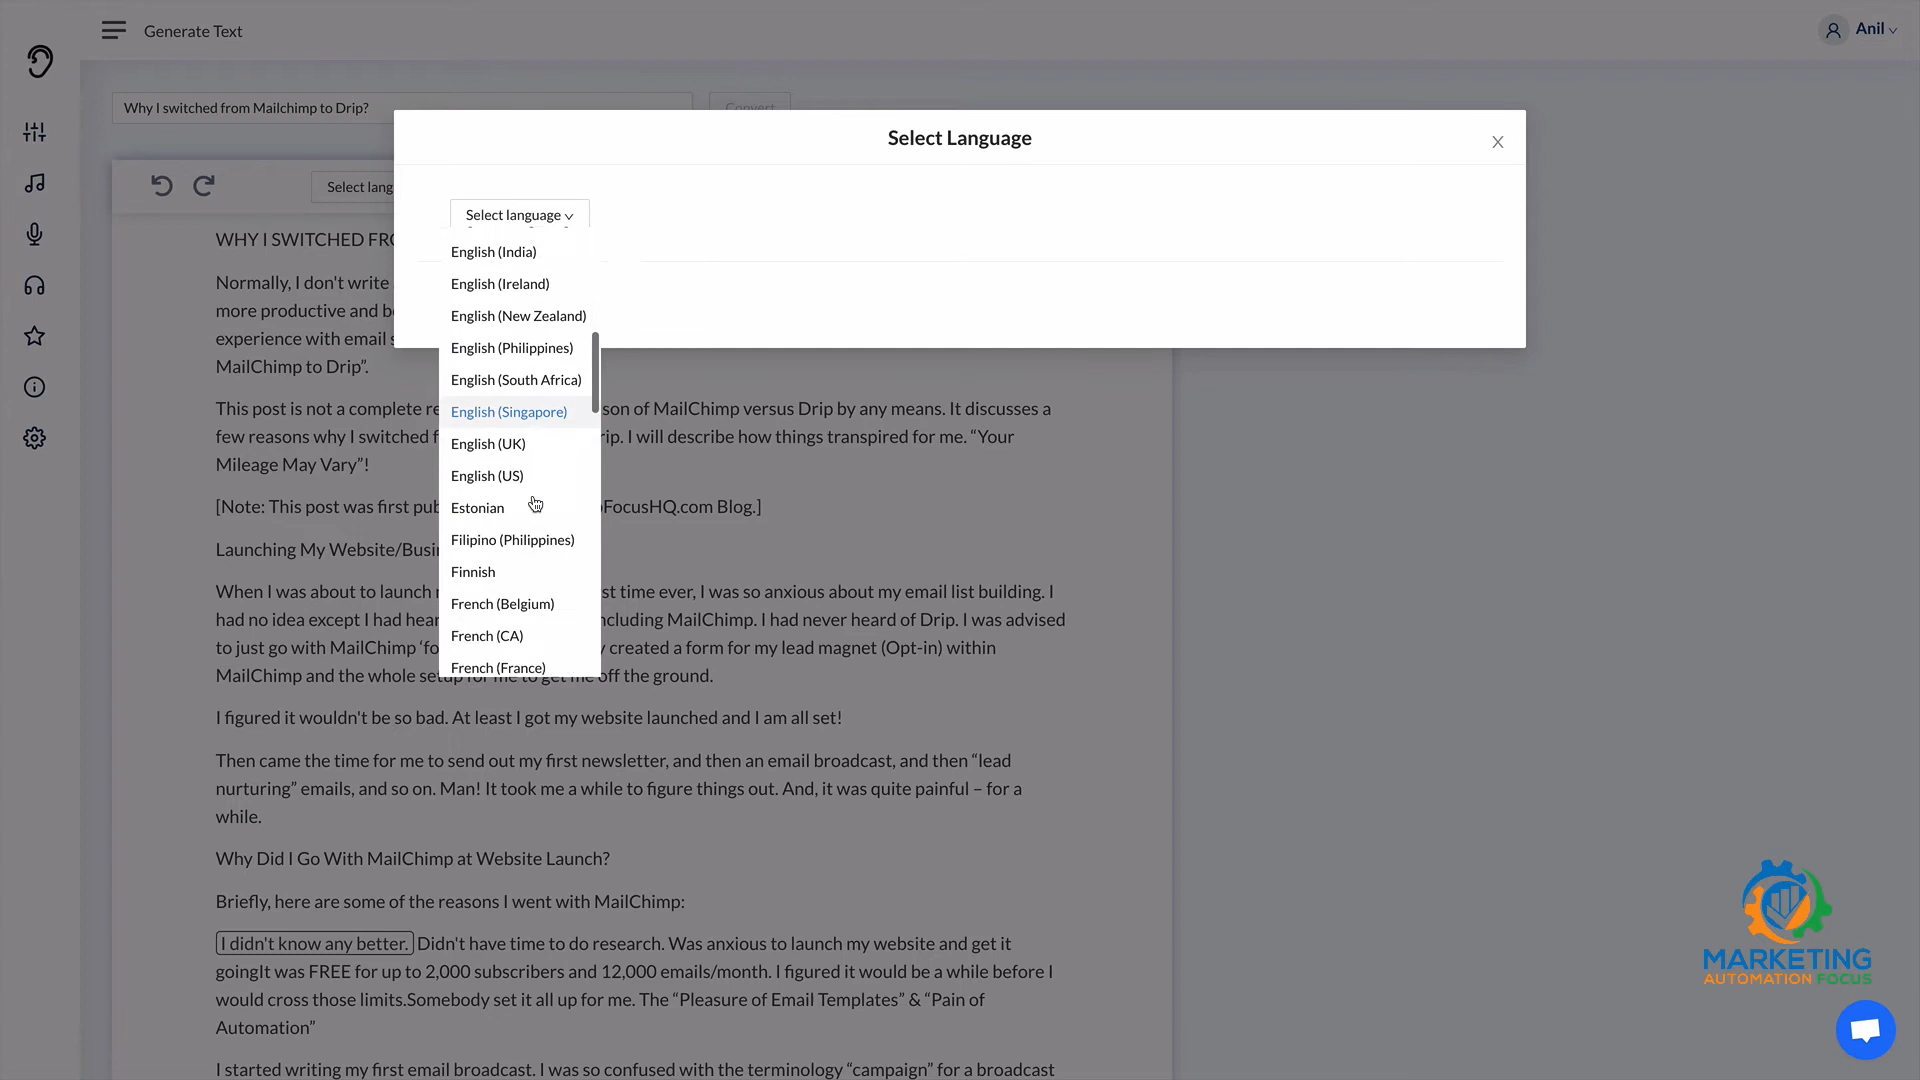 Generate Text
Anil
Why I switched from Mailchimp to Drip?
Convert
Select Language
Select lang
Select language
English (India)
English (Ireland)
English (New Zealand)
English (Philippines)
English (South Africa)
English (Singapore)
English (UK)
English (US)
Estonian
Filipino (Philippines)
Finnish
French (Belgium)
French (CA)
French (France)
WHY I SWITCHED FRO
Normally, I don't write
more productive and be
experience with email s
MailChimp to Drip”.
This post is not a complete re son of MailChimp versus Drip by any means. It discusses a
few reasons why I switched f rip. I will describe how things transpired for me. “Your
Mileage May Vary”!
[Note: This post was first pub FocusHQ.com Blog.]
Launching My Website/Busi
When I was about to launch st time ever, I was so anxious about my email list building. I
had no idea except I had hear ncluding MailChimp. I had never heard of Drip. I was advised
to just go with MailChimp ‘fo created a form for my lead magnet (Opt-in) within
MailChimp and the whole setup for me to get me off the ground.
I figured it wouldn't be so bad. At least I got my website launched and I am all set!
Then came the time for me to send out my first newsletter, and then an email broadcast, and then “lead
nurturing” emails, and so on. Man! It took me a while to figure things out. And, it was quite painful – for a
while.
Why Did I Go With MailChimp at Website Launch?
Briefly, here are some of the reasons I went with MailChimp:
I didn't know any better. Didn't have time to do research. Was anxious to launch my website and get it
goingIt was FREE for up to 2,000 subscribers and 12,000 emails/month. I figured it would be a while before I
would cross those limits.Somebody set it all up for me. The “Pleasure of Email Templates” & “Pain of
Automation”
I started writing my first email broadcast. I was so confused with the terminology “campaign” for a broadcast
MARKETING
AUTOMATION FOCUS